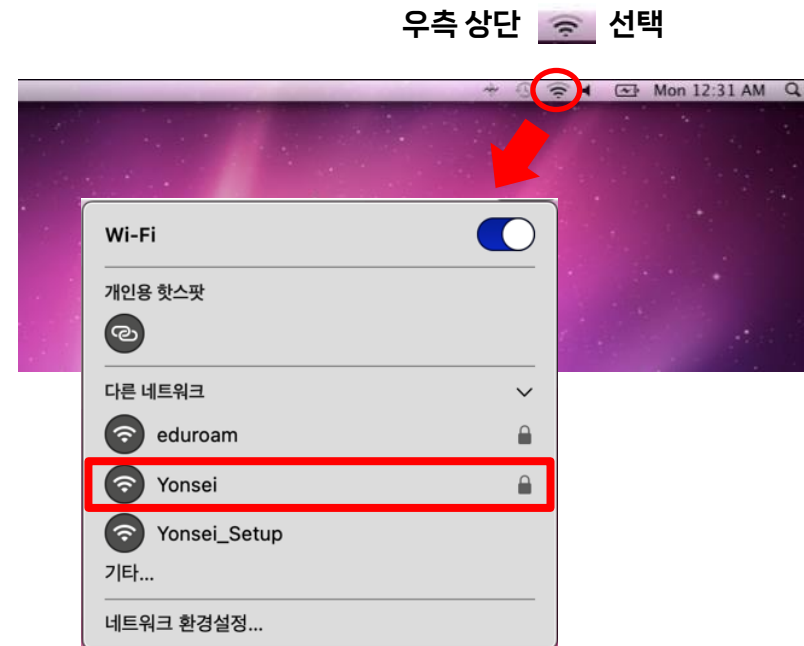 우측 상단 선택
Mon 12:31 AM
Wi-Fi
개인용 핫스팟
다른 네트워크
eduroam
Yonsei
Yonsei_Setup
기타...
네트워크 환경설정...